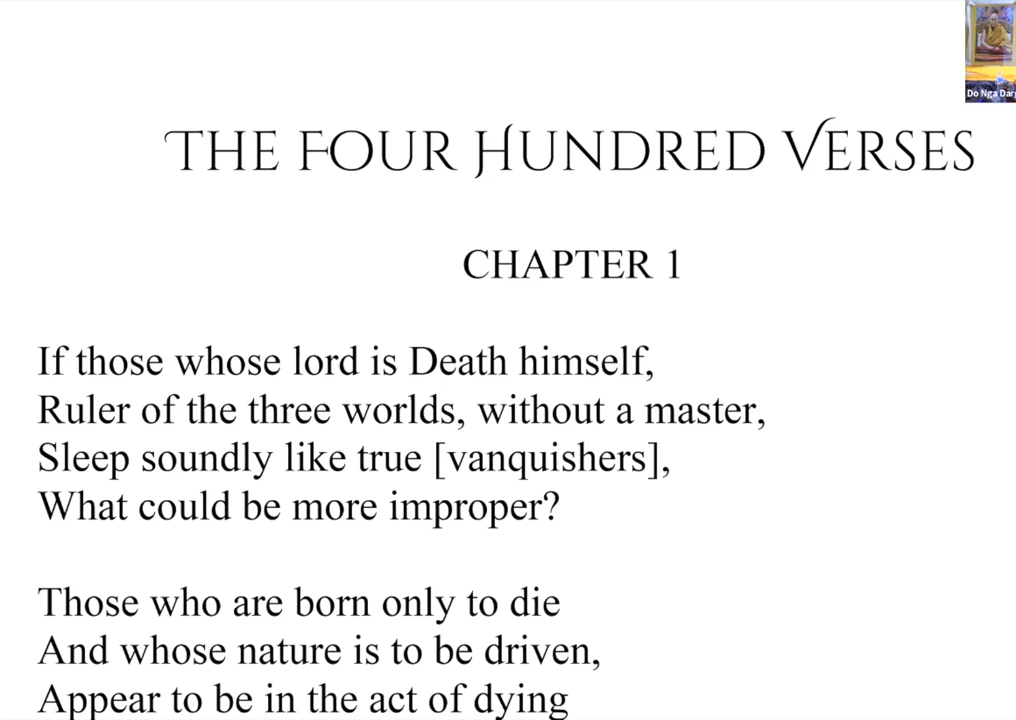 Do Nga Dar
THE FOUR HUNDRED VERSES
CHAPTER 1
If those whose lord is Death himself,
Ruler of the three worlds, without a master,
Sleep soundly like true [vanquishers],
What could be more improper?
Those who are born only to die
And whose nature is to be driven,
Appear to be in the act of dying